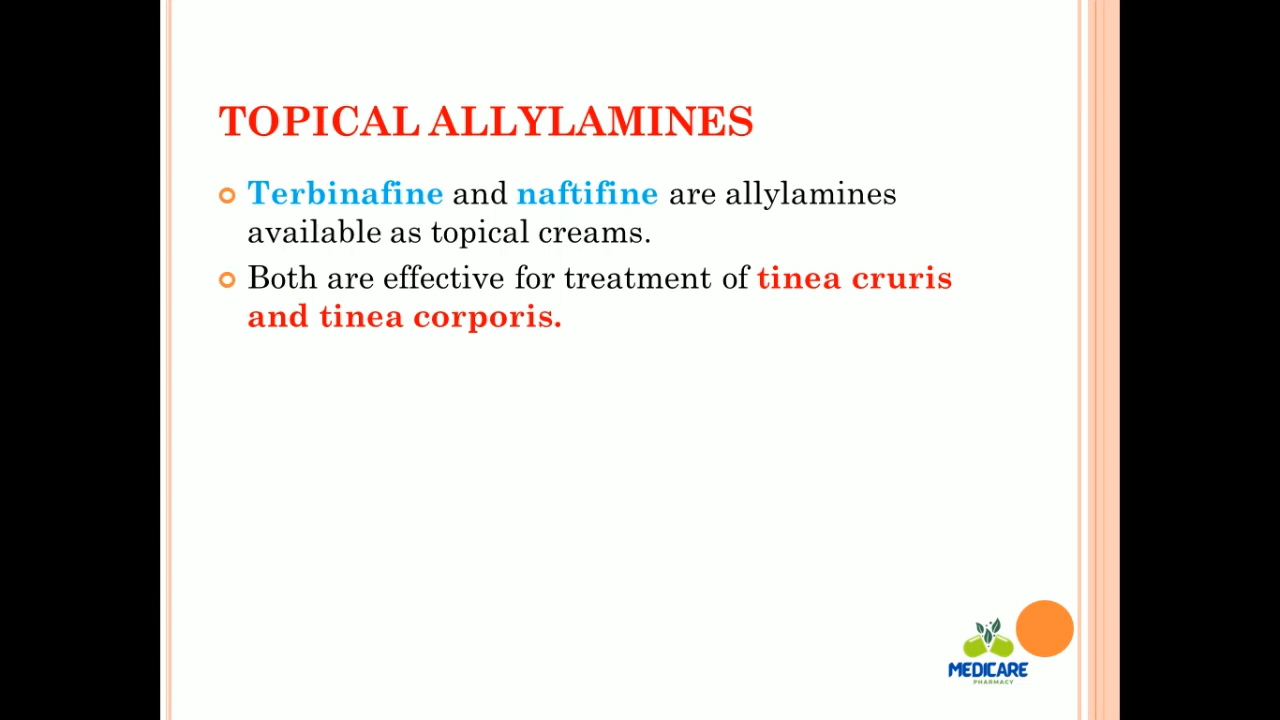 TOPICAL ALLYLAMINES
Terbinafine and naftifine are allylamines
available as topical creams.
Both are effective for treatment of tinea cruris
and tinea corporis.
MEDICARE
PHARMACY